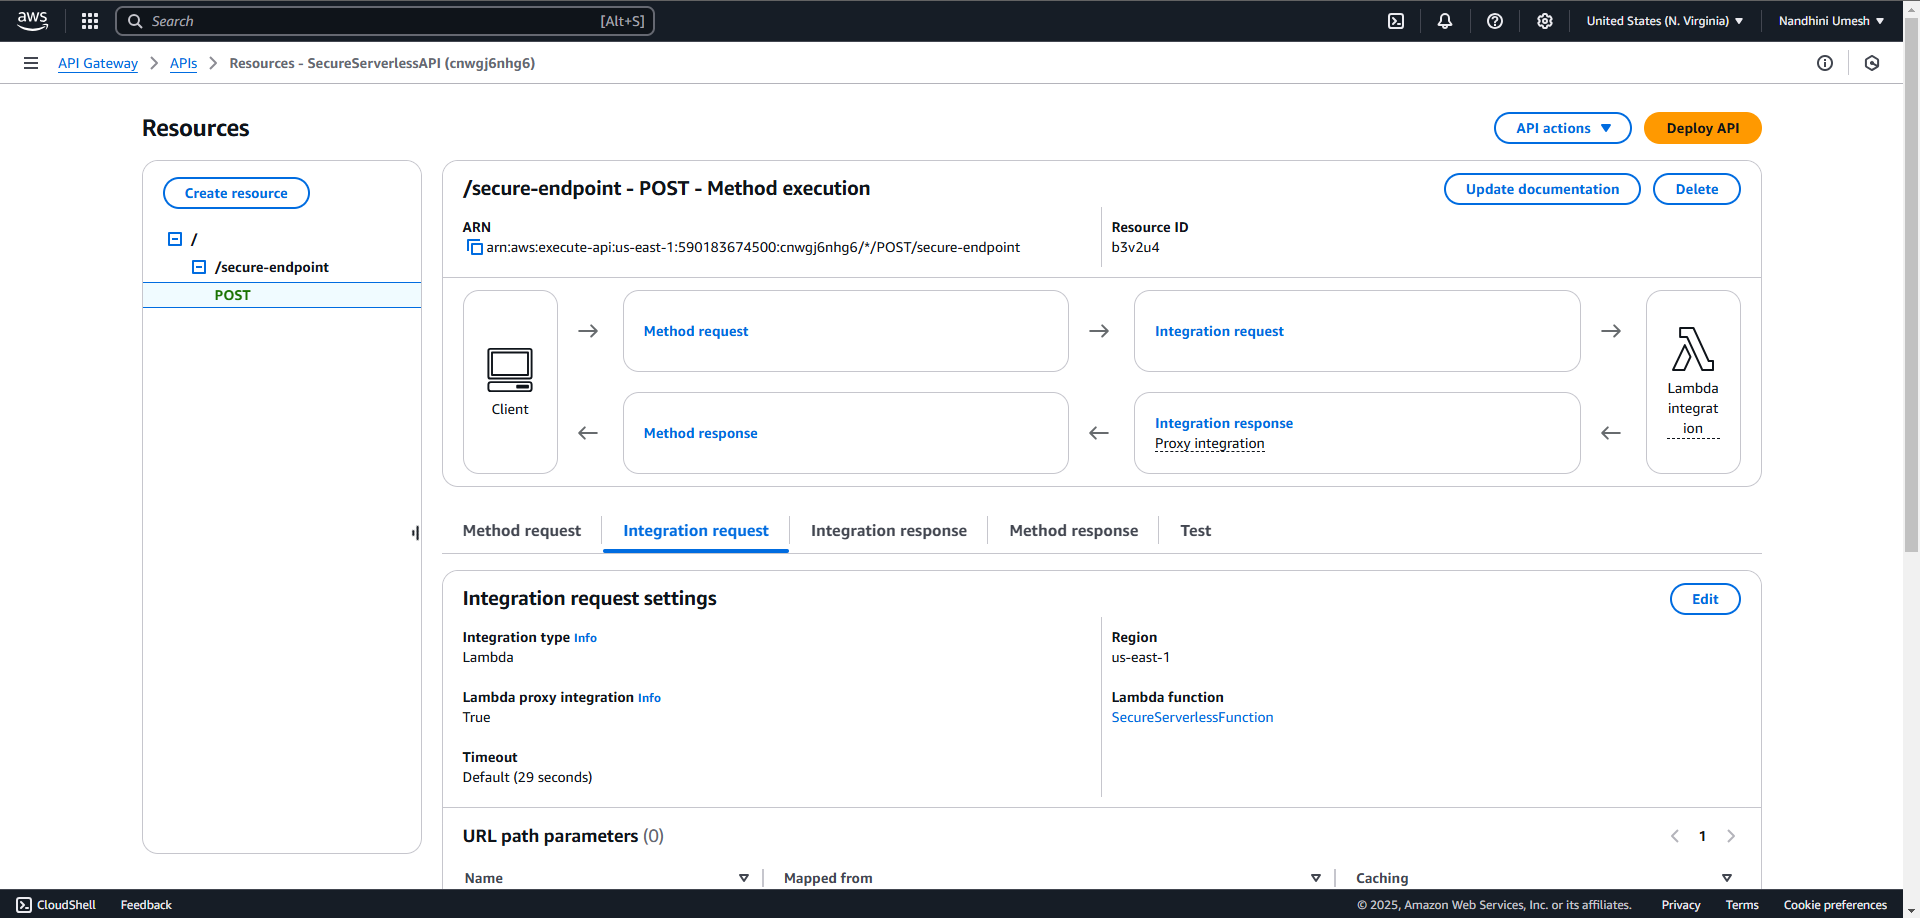 aws
Search [Alt+S]
United States (N. Virginia)
Nandhini Umesh
API Gateway
APIs
Resources - SecureServerlessAPI (cnwgj6nhg6)
Resources
API actions
Deploy API
Create resource
/
/secure-endpoint
POST
/secure-endpoint - POST - Method execution
Update documentation
Delete
ARN
arn:aws:execute-api:us-east-1:590183674500:cnwgj6nhg6/*/POST/secure-endpoint
Resource ID
b3v2u4
Client
Method request
Integration request
Method response
Integration response
Proxy integration
Lambda
integrat
ion
Method request
Integration request
Integration response
Method response
Test
Integration request settings
Edit
Integration type Info
Lambda
Region
us-east-1
Lambda proxy integration Info
True
Lambda function
SecureServerlessFunction
Timeout
Default (29 seconds)
URL path parameters (0)
1
Name
Mapped from
Caching
CloudShell
Feedback
© 2025, Amazon Web Services, Inc. or its affiliates.
Privacy
Terms
Cookie preferences